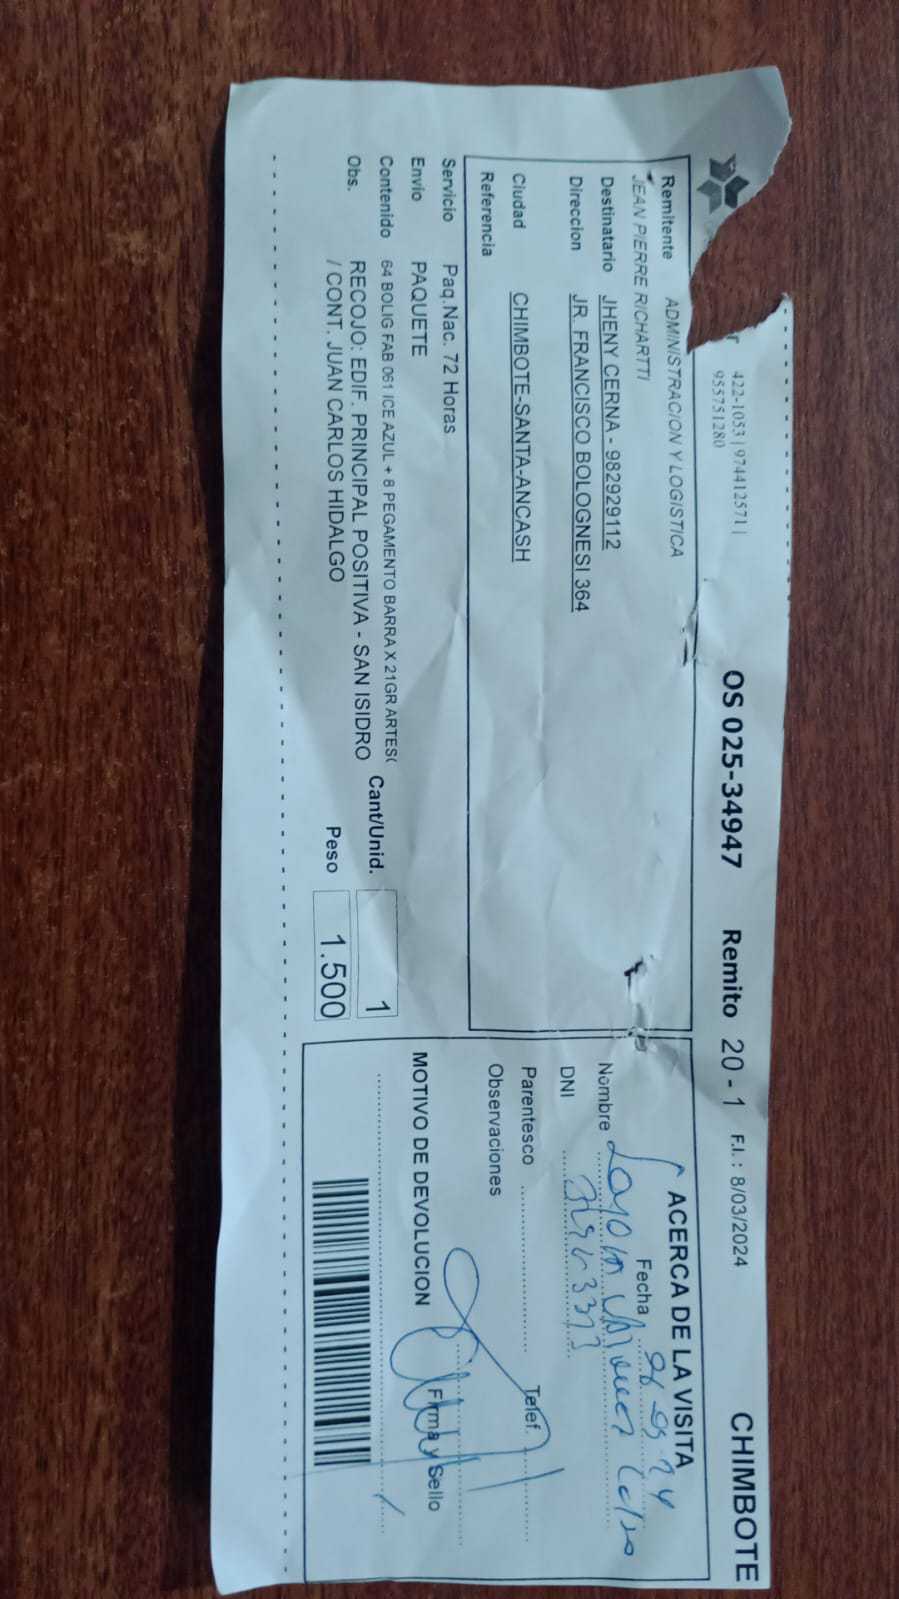 422-1053 | 974412571 |
955751280
OS 025-34947 Remito 20 - 1 F.I.: 8/03/2024 CHIMBOTE
Remitente ADMINISTRACION Y LOGISTICA
JEAN PIERRE RICHARTTI
Destinatario JHENY CERNA - 982929112
Direccion JR. FRANCISCO BOLOGNESI 364
Ciudad CHIMBOTE-SANTA-ANCASH
Referencia
Servicio Paq.Nac. 72 Horas
Envio PAQUETE
Contenido 64 BOLIG FAB 061 ICE AZUL + 8 PEGAMENTO BARRA X 21GR ARTES(
Obs. RECOJO: EDIF. PRINCIPAL POSITIVA - SAN ISIDRO
/ CONT. JUAN CARLOS HIDALGO
Cant/Unid. 1
Peso 1.500
ACERCA DE LA VISITA
Fecha
Nombre
DNI
Parentesco Telef.
Observaciones
MOTIVO DE DEVOLUCION Firma y Sello